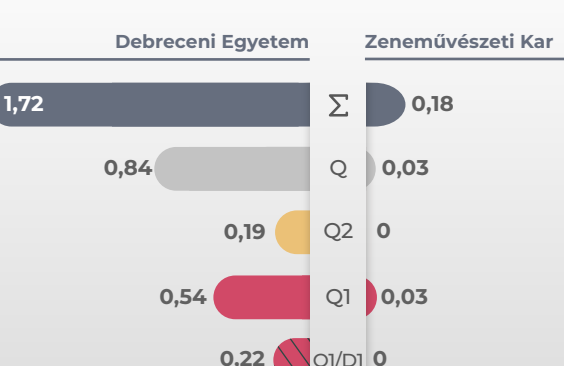 Debreceni Egyetem Zeneművészeti Kar
1,72 Σ 0,18
0,84 Q 0,03
0,19 Q2 0
0,54 Q1 0,03
0,22 Q1/D1 0